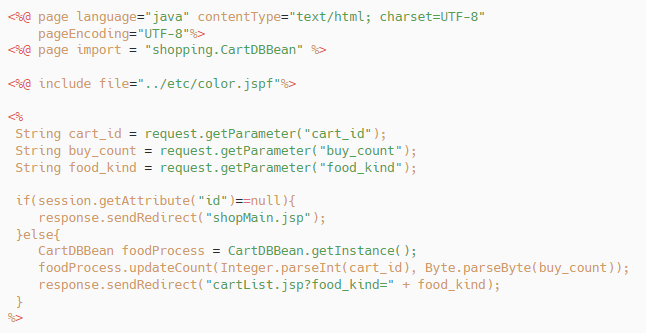 <%@ page language="java" contentType="text/html; charset=UTF-8"
    pageEncoding="UTF-8"%>
<%@ page import = "shopping.CartDBBean" %>
<%@ include file="../etc/color.jspf"%>
<%
 String cart_id = request.getParameter("cart_id");
 String buy_count = request.getParameter("buy_count");
 String food_kind = request.getParameter("food_kind");
 if(session.getAttribute("id")==null){
    response.sendRedirect("shopMain.jsp");
 }else{
    CartDBBean foodProcess = CartDBBean.getInstance();
    foodProcess.updateCount(Integer.parseInt(cart_id), Byte.parseByte(buy_count));
    response.sendRedirect("cartList.jsp?food_kind=" + food_kind);
 }
%>